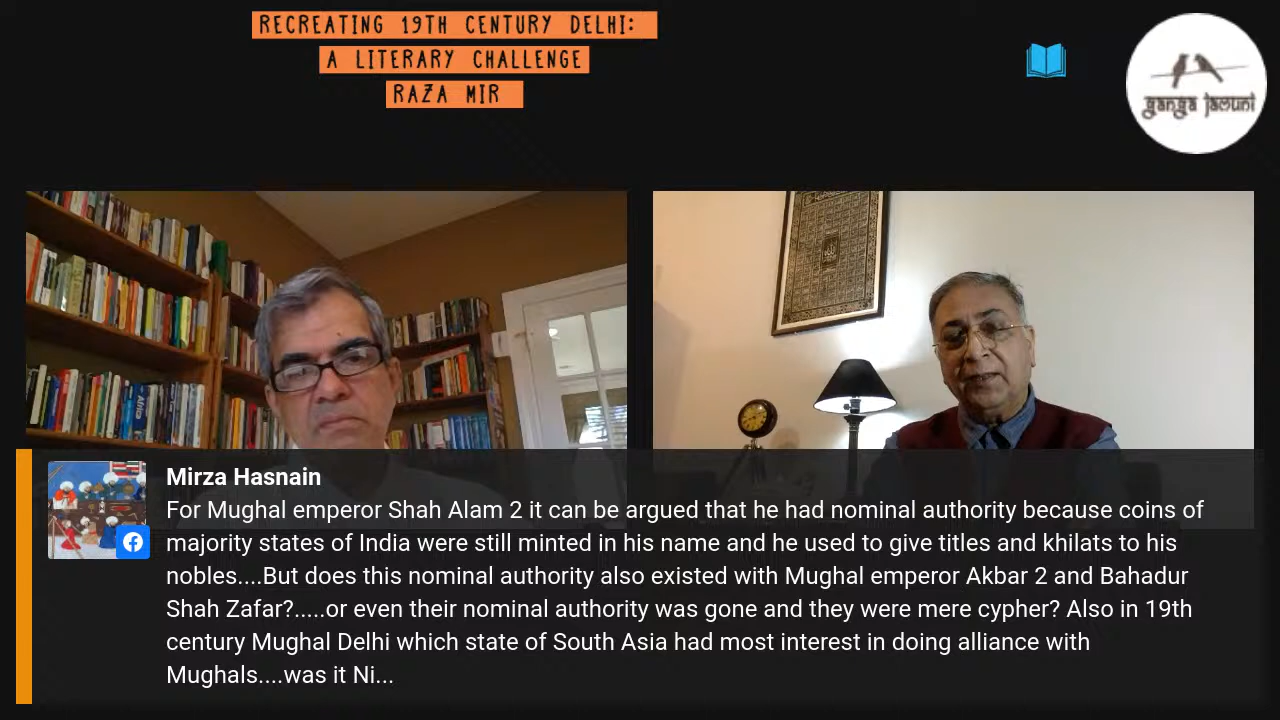 RECREATING 19TH CENTURY DELHI:
A LITERARY CHALLENGE
RAZA MIR
ganga jamuni
Africa
Mirza Hasnain
For Mughal emperor Shah Alam 2 it can be argued that he had nominal authority because coins of
majority states of India were still minted in his name and he used to give titles and khilats to his
nobles....But does this nominal authority also existed with Mughal emperor Akbar 2 and Bahadur
Shah Zafar?.....or even their nominal authority was gone and they were mere cypher? Also in 19th
century Mughal Delhi which state of South Asia had most interest in doing alliance with
Mughals....was it Ni...